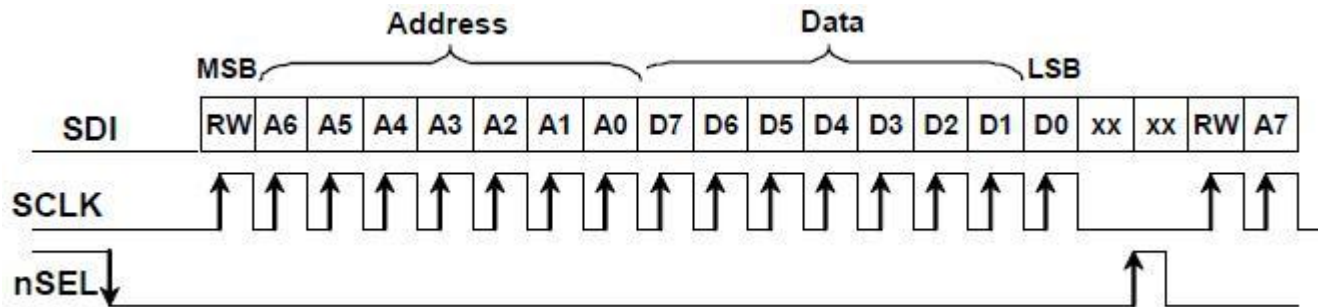 Address Data
MSB LSB
SDI RW A6 A5 A4 A3 A2 A1 A0 D7 D6 D5 D4 D3 D2 D1 D0 xx xx RW A7
SCLK
nSEL